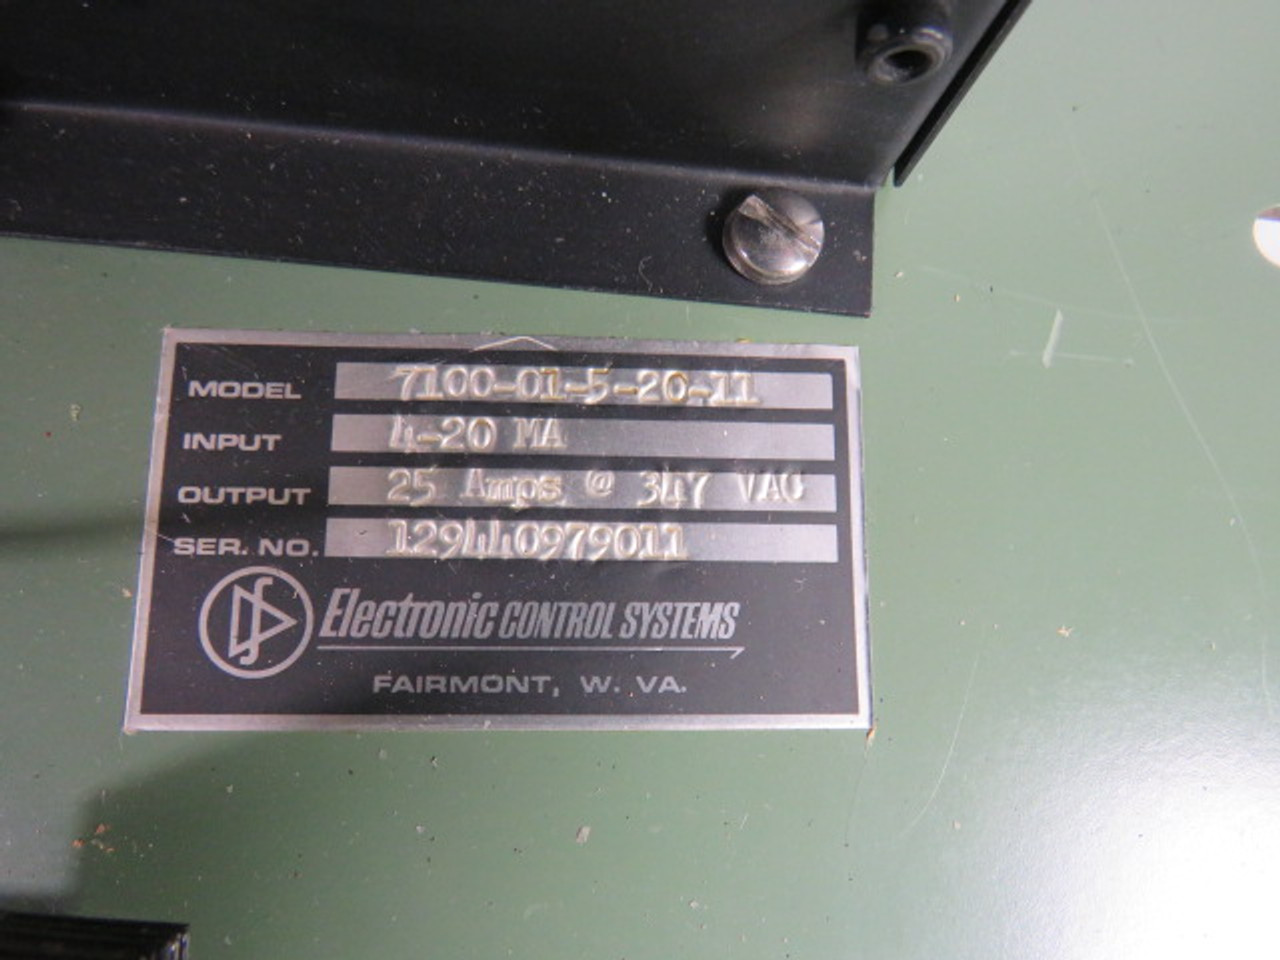 MODEL 7100-01-5-20-11
INPUT 4-20 MA
OUTPUT 25 Amps @ 347 VAC
SER. NO. 129440979011
Electronic CONTROL SYSTEMS
FAIRMONT, W. VA.